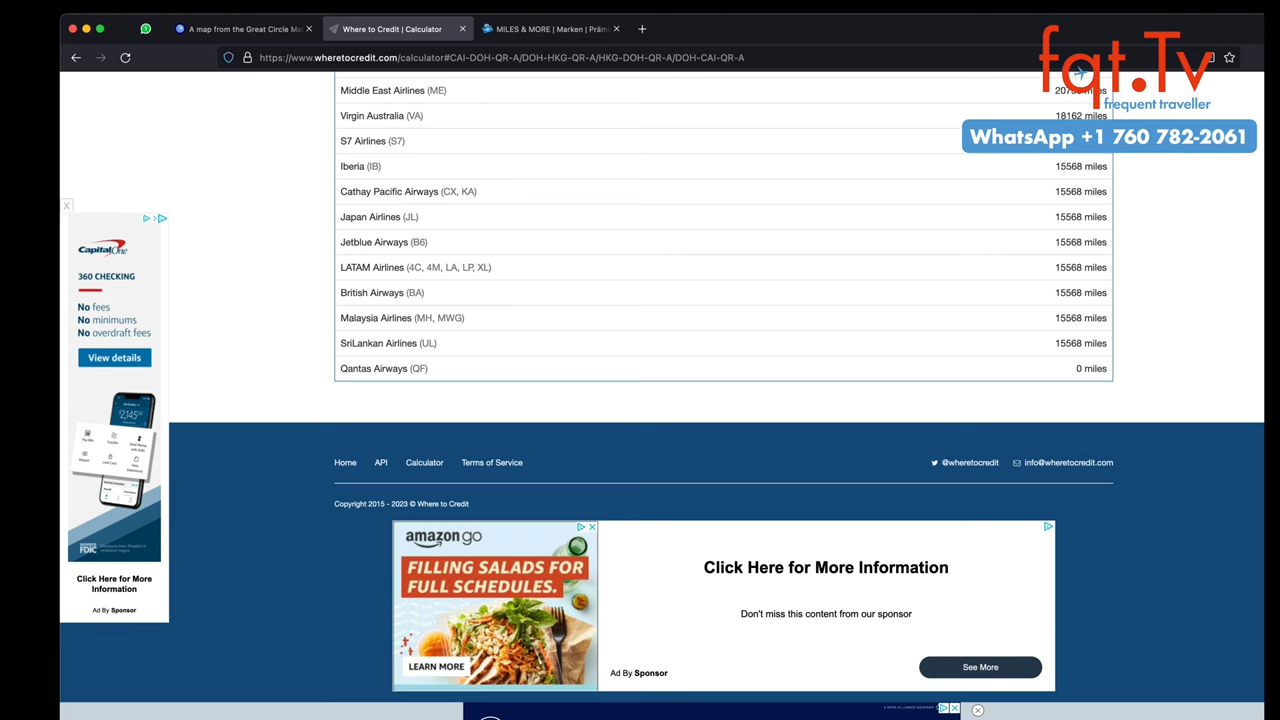 A map from the Great Circle Ma
Where to Credit | Calculator
MILES & MORE | Marken | Präm
https://www.wheretocredit.com/calculator#CAI-DOH-QR-A/DOH-HKG-QR-A/HKG-DOH-QR-A/DOH-CAI-QR-A
fqt.Tv
frequent traveller
WhatsApp +1 760 782-2061
Middle East Airlines (ME)
Virgin Australia (VA) 18162 miles
S7 Airlines (S7)
Iberia (IB) 15568 miles
Cathay Pacific Airways (CX, KA) 15568 miles
Japan Airlines (JL) 15568 miles
Jetblue Airways (B6) 15568 miles
LATAM Airlines (4C, 4M, LA, LP, XL) 15568 miles
British Airways (BA) 15568 miles
Malaysia Airlines (MH, MWG) 15568 miles
SriLankan Airlines (UL) 15568 miles
Qantas Airways (QF) 0 miles
X
Capital One
360 CHECKING
No fees
No minimums
No overdraft fees
View details
FDIC
Click Here for More
Information
Ad By Sponsor
Home API Calculator Terms of Service @wheretocredit info@wheretocredit.com
Copyright 2015 - 2023 © Where to Credit
amazon go
FILLING SALADS FOR
FULL SCHEDULES.
LEARN MORE
Click Here for More Information
Don't miss this content from our sponsor
Ad By Sponsor
See More
A STAR ALLIANCE MEMBER